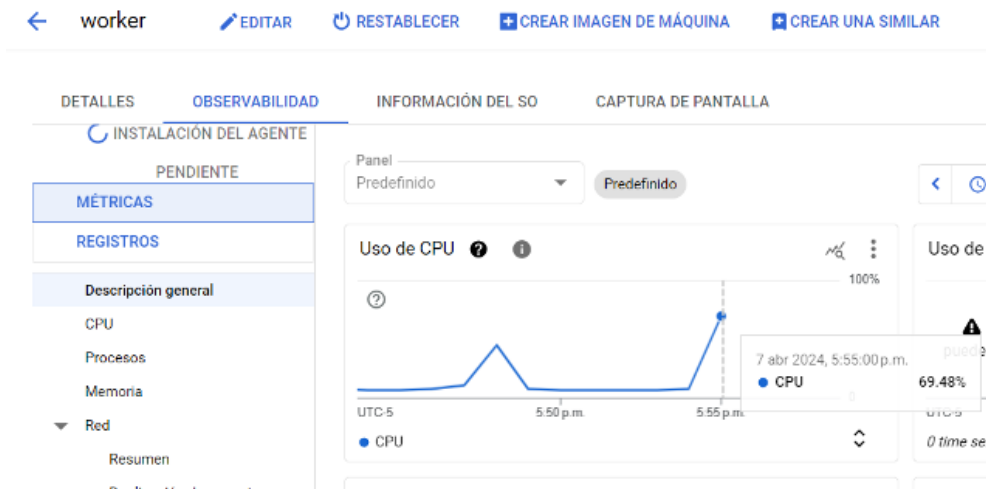 worker
EDITAR
RESTABLECER
CREAR IMAGEN DE MÁQUINA
CREAR UNA SIMILAR
DETALLES
OBSERVABILIDAD
INFORMACIÓN DEL SO
CAPTURA DE PANTALLA
INSTALACIÓN DEL AGENTE
PENDIENTE
MÉTRICAS
REGISTROS
Descripción general
CPU
Procesos
Memoria
Red
Resumen
Panel
Predefinido
Predefinido
Uso de CPU
100%
7 abr 2024, 5:55:00 p.m.
CPU 69.48%
0
UTC-5
5:50 p.m.
5:55 p.m.
CPU
Uso de
puede
UTC-5
0 time se